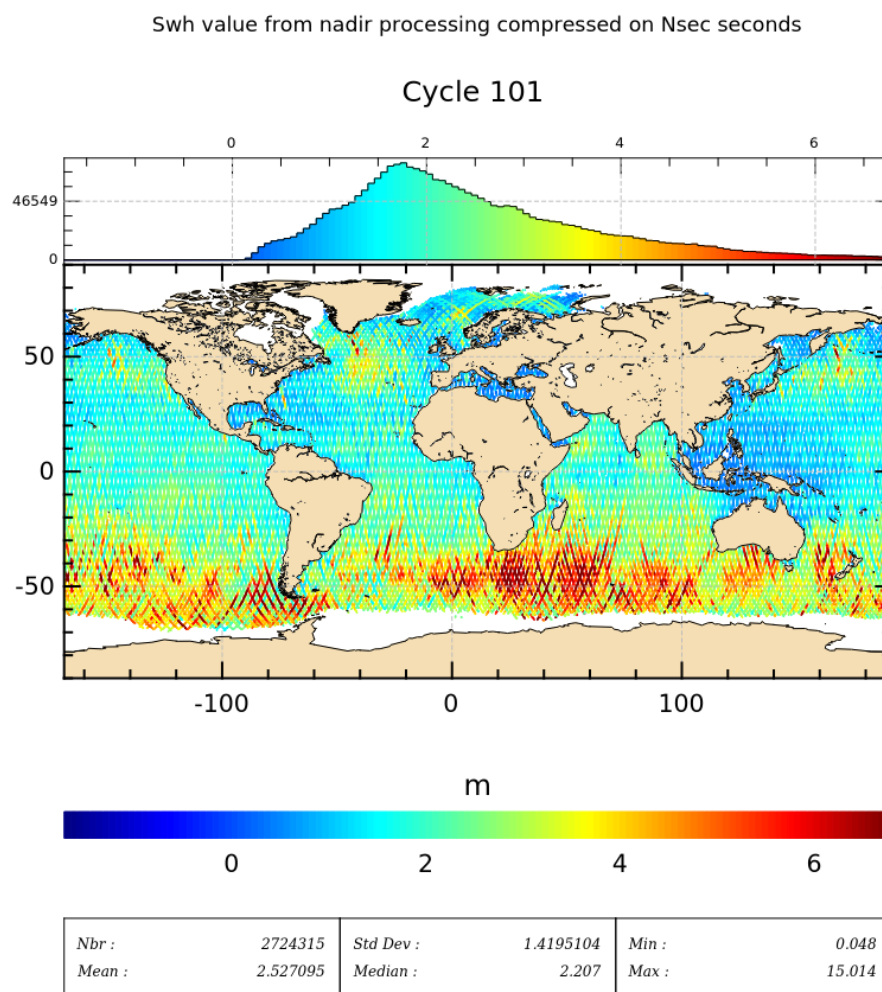 Swh value from nadir processing compressed on Nsec seconds
Cycle 101
0 2 4 6
46549
0
50
0
-50
-100 0 100
m
0 2 4 6
Nbr : 2724315 Std Dev : 1.4195104 Min : 0.048
Mean : 2.527095 Median : 2.207 Max : 15.014